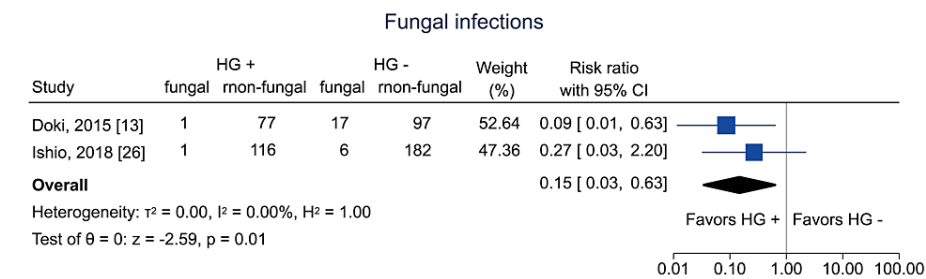 Fungal infections
HG + HG - Weight Risk ratio
Study fungal rnon-fungal fungal rnon-fungal (%) with 95% CI
Doki, 2015 [13] 1 77 17 97 52.64 0.09 [ 0.01, 0.63]
Ishio, 2018 [26] 1 116 6 182 47.36 0.27 [ 0.03, 2.20]
Overall 0.15 [ 0.03, 0.63]
Heterogeneity: τ² = 0.00, I² = 0.00%, H² = 1.00
Favors HG + Favors HG -
Test of θ = 0: z = -2.59, p = 0.01
0.01 0.10 1.00 10.00 100.00